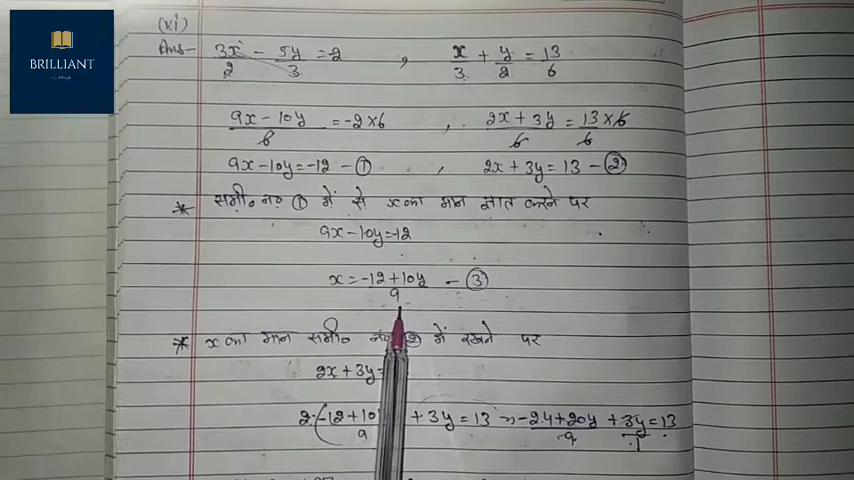 BRILLIANT
(vi)
Ans- 3x/2 - 5y/3 = -2 , x/3 + y/2 = 13/6
9x - 10y/6 = -2×6 , 2x + 3y/6 = 13×6/6
9x - 10y = -12 - ① , 2x + 3y = 13 - ②
* समी० न० ① में से x का मान ज्ञात करने पर
9x - 10y = -12
x = -12 + 10y/9 - ③
* x का मान समी० ② में रखने पर
2x + 3y =
2(-12 + 10 /9 + 3y = 13 ⇒ -24 + 20y/9 + 3y/1 = 13